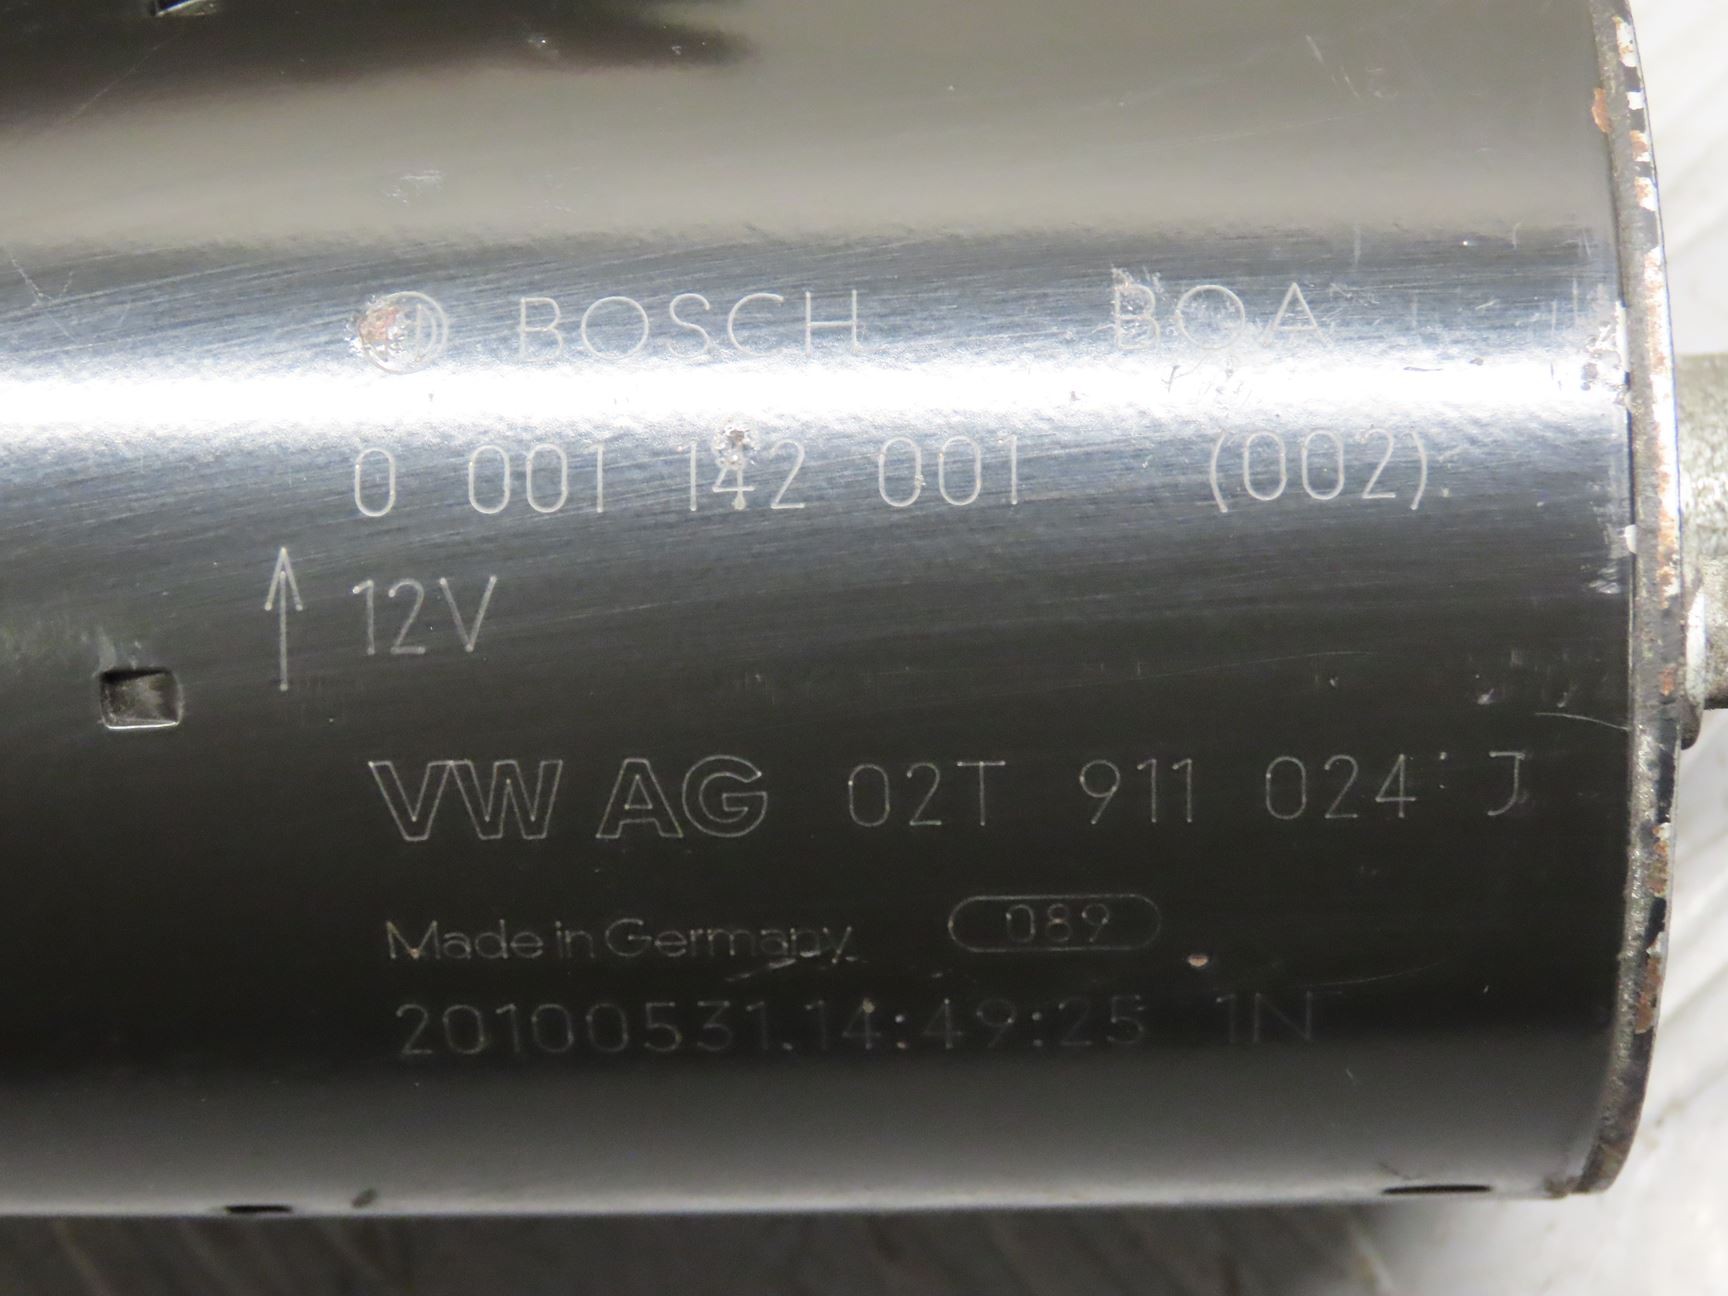 BOSCH BOA
0 001 142 001 (002)
12V
VW AG 02T 911 024 J
Made in Germany 089
20100531.14:49:25 1N